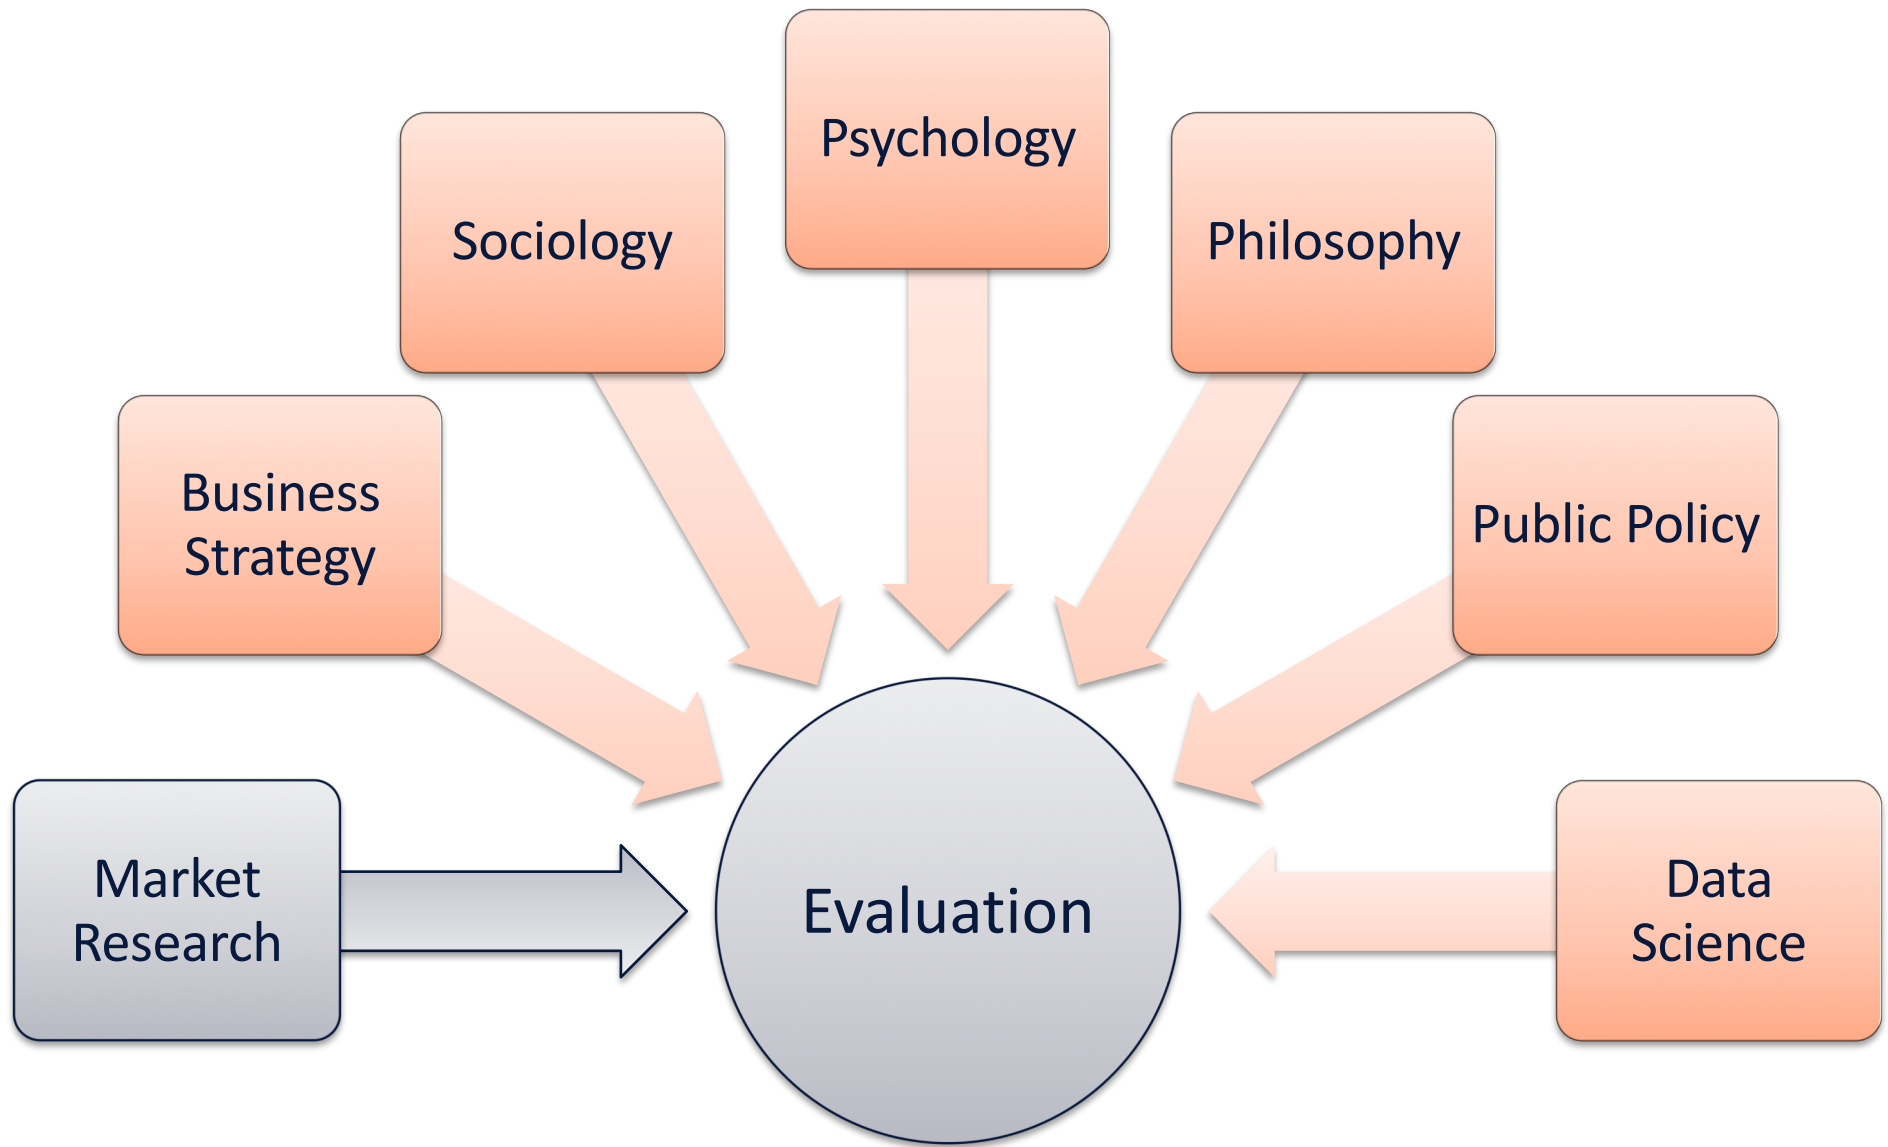 Psychology
Sociology
Philosophy
Business
Strategy
Public Policy
Market
Research
Evaluation
Data
Science